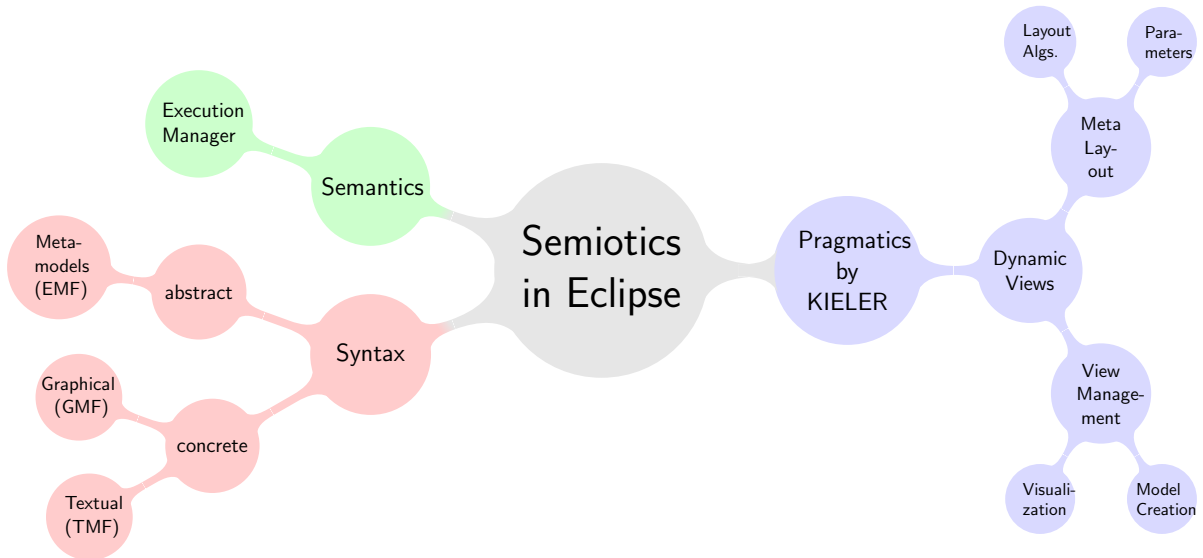 Layout
Algs.
Para-
meters
Execution
Manager
Meta
Lay-
out
Semantics
Semiotics
in Eclipse
Pragmatics
by
KIELER
Dynamic
Views
Meta-
models
(EMF)
abstract
Syntax
Graphical
(GMF)
concrete
Textual
(TMF)
View
Manage-
ment
Visuali-
zation
Model
Creation